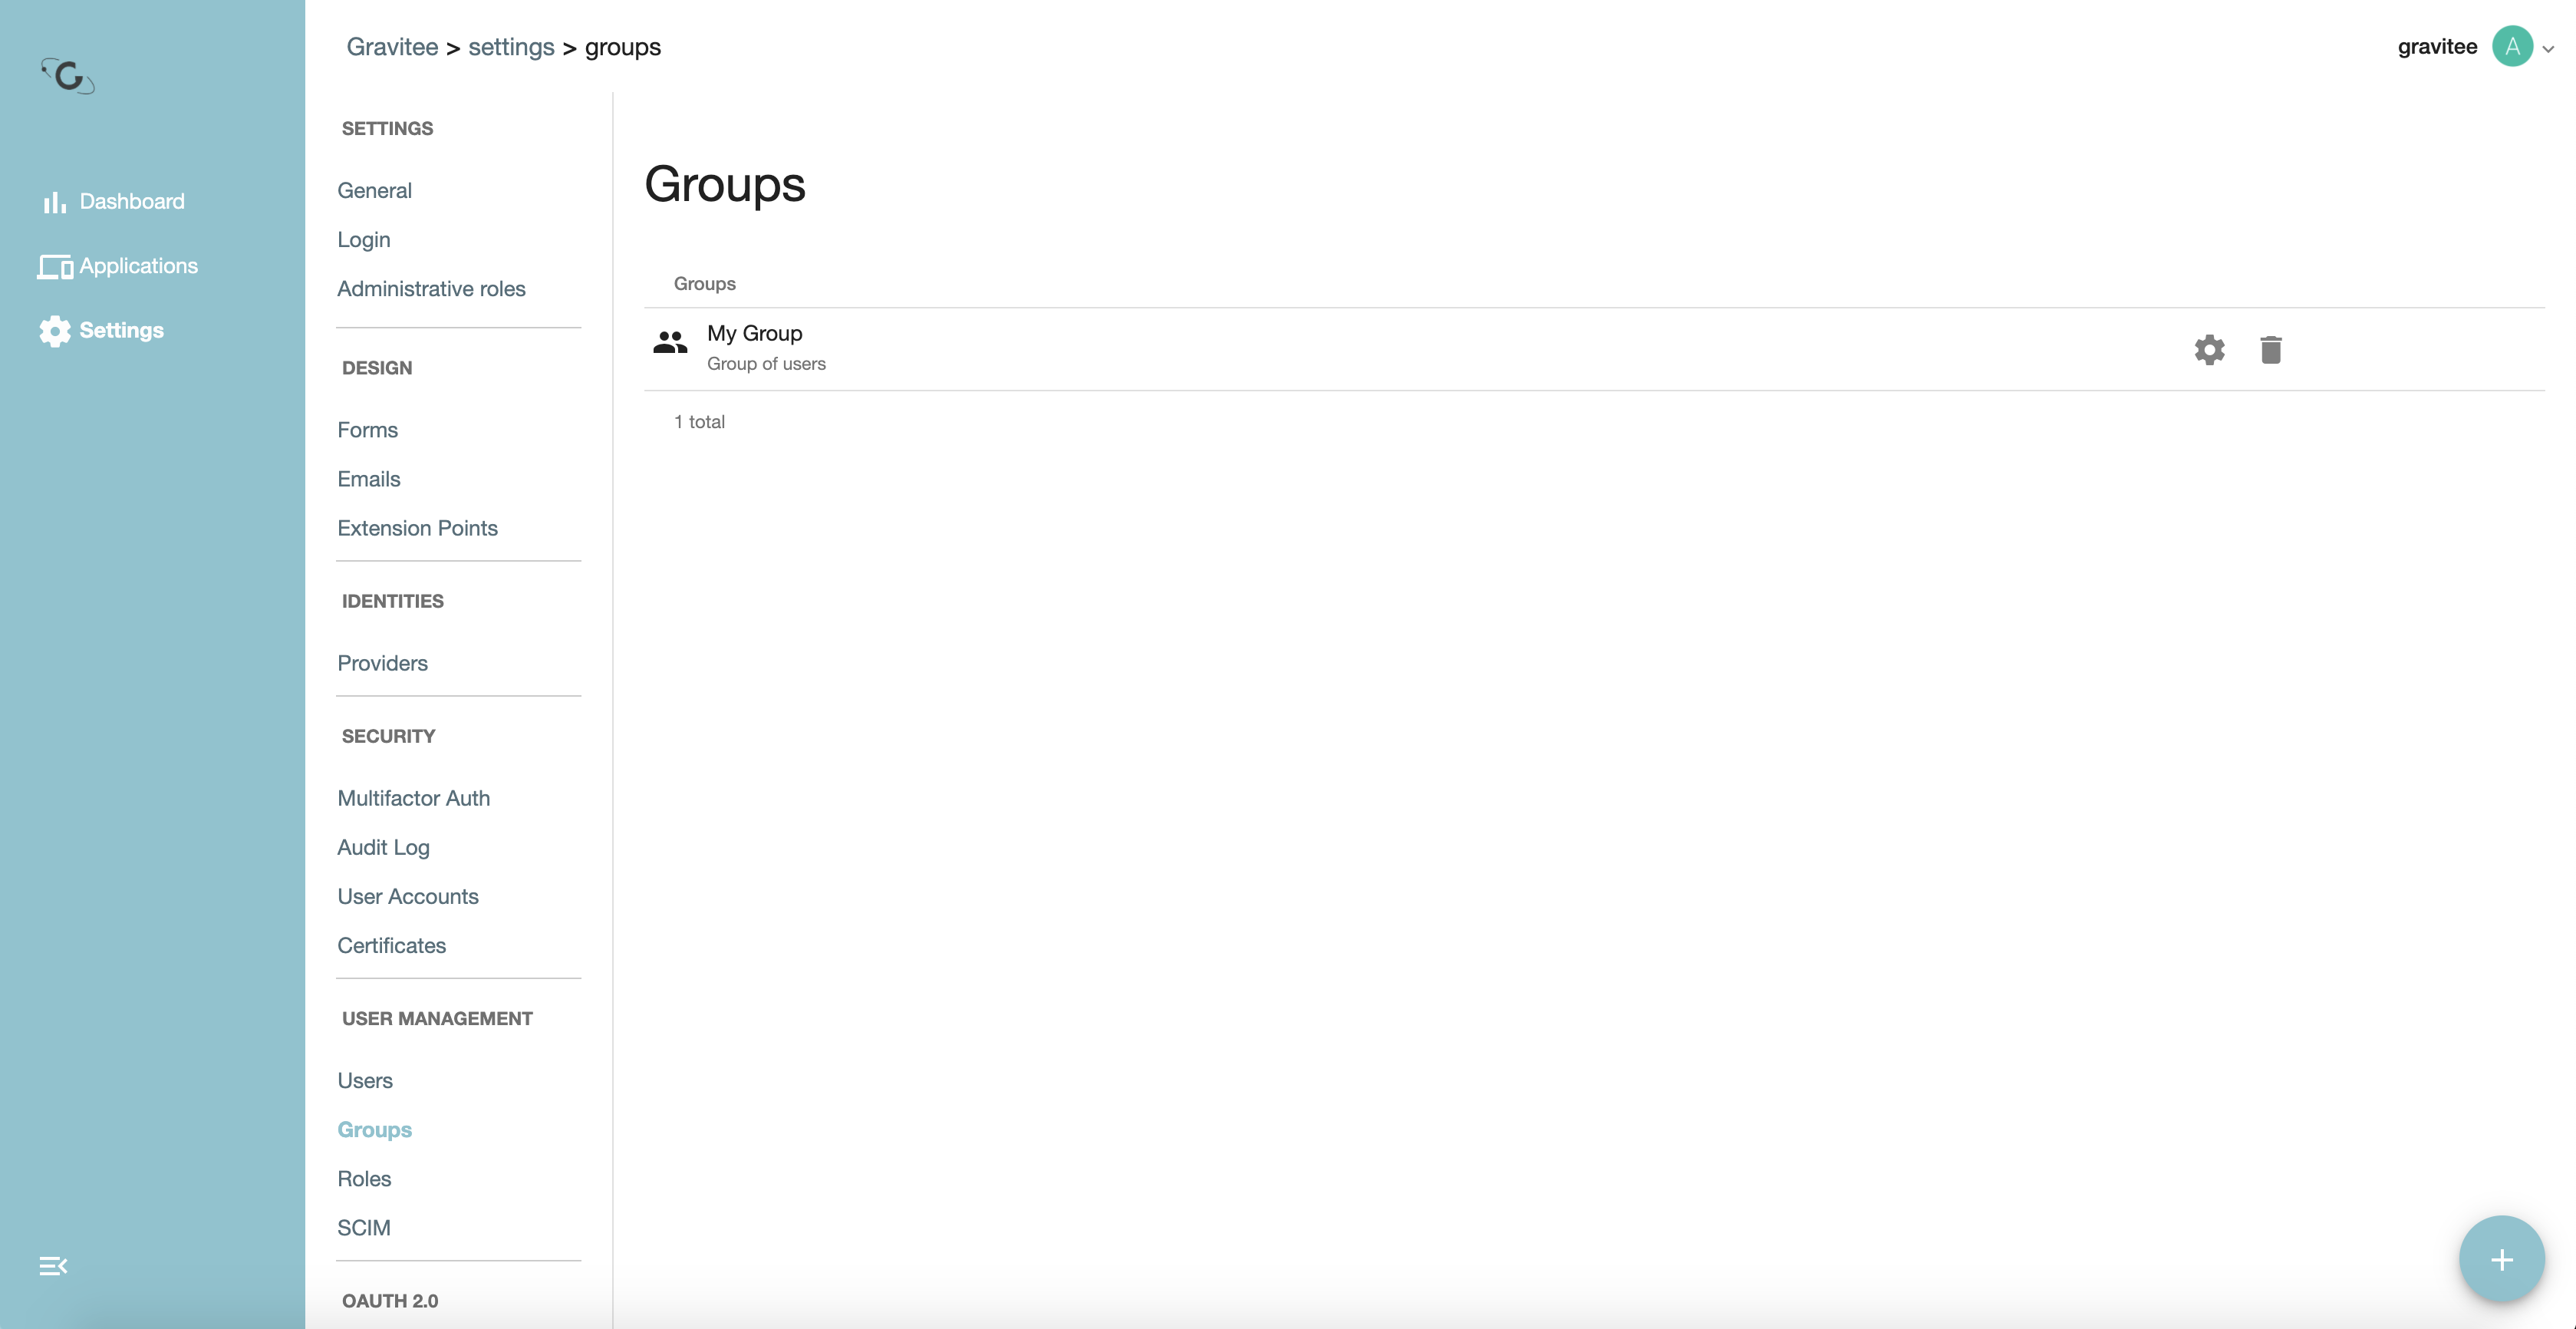 Gravitee > settings > groups
gravitee
A
Dashboard
Applications
Settings
SETTINGS
General
Login
Administrative roles
DESIGN
Forms
Emails
Extension Points
IDENTITIES
Providers
SECURITY
Multifactor Auth
Audit Log
User Accounts
Certificates
USER MANAGEMENT
Users
Groups
Roles
SCIM
OAUTH 2.0
Groups
Groups
My Group
Group of users
1 total